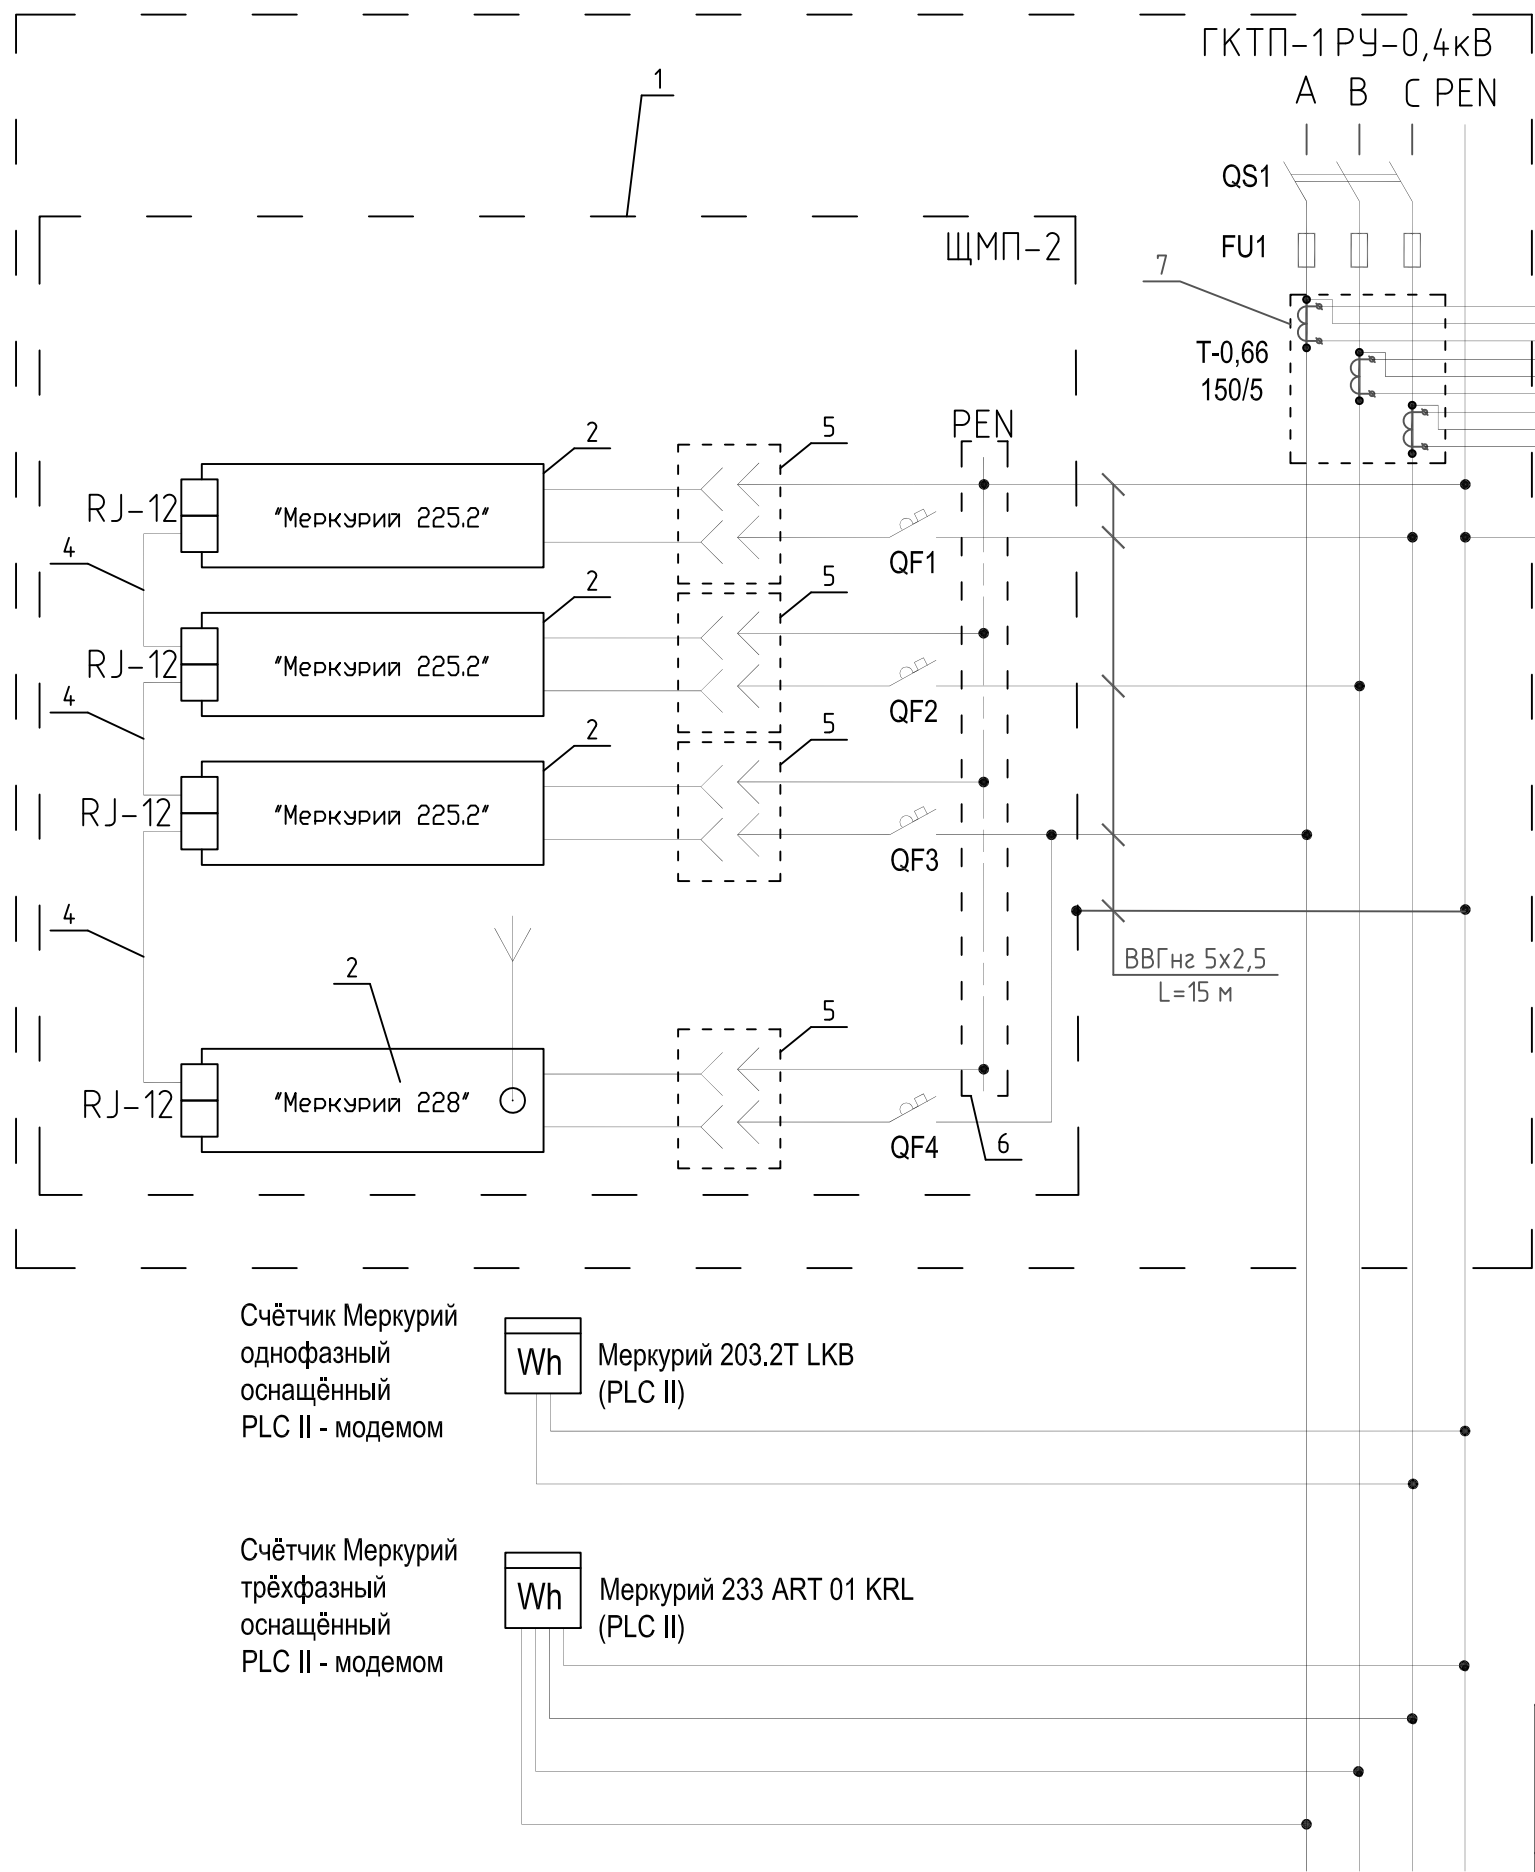 ГКТП-1 РУ-0,4кВ
A B C PEN
1
QS1
ЩМП-2
FU1
7
Т-0,66
150/5
PEN
2
5
RJ-12
"Меркурий 225.2"
QF1
4
2
5
RJ-12
"Меркурий 225.2"
QF2
4
2
5
RJ-12
"Меркурий 225.2"
QF3
4
ВВГнг 5х2,5
L=15 м
2
5
RJ-12
"Меркурий 228"
QF4
6
Счётчик Меркурий
однофазный
оснащённый
PLC II - модемом
Wh
Меркурий 203.2T LKB
(PLC II)
Счётчик Меркурий
трёхфазный
оснащённый
PLC II - модемом
Wh
Меркурий 233 ART 01 KRL
(PLC II)